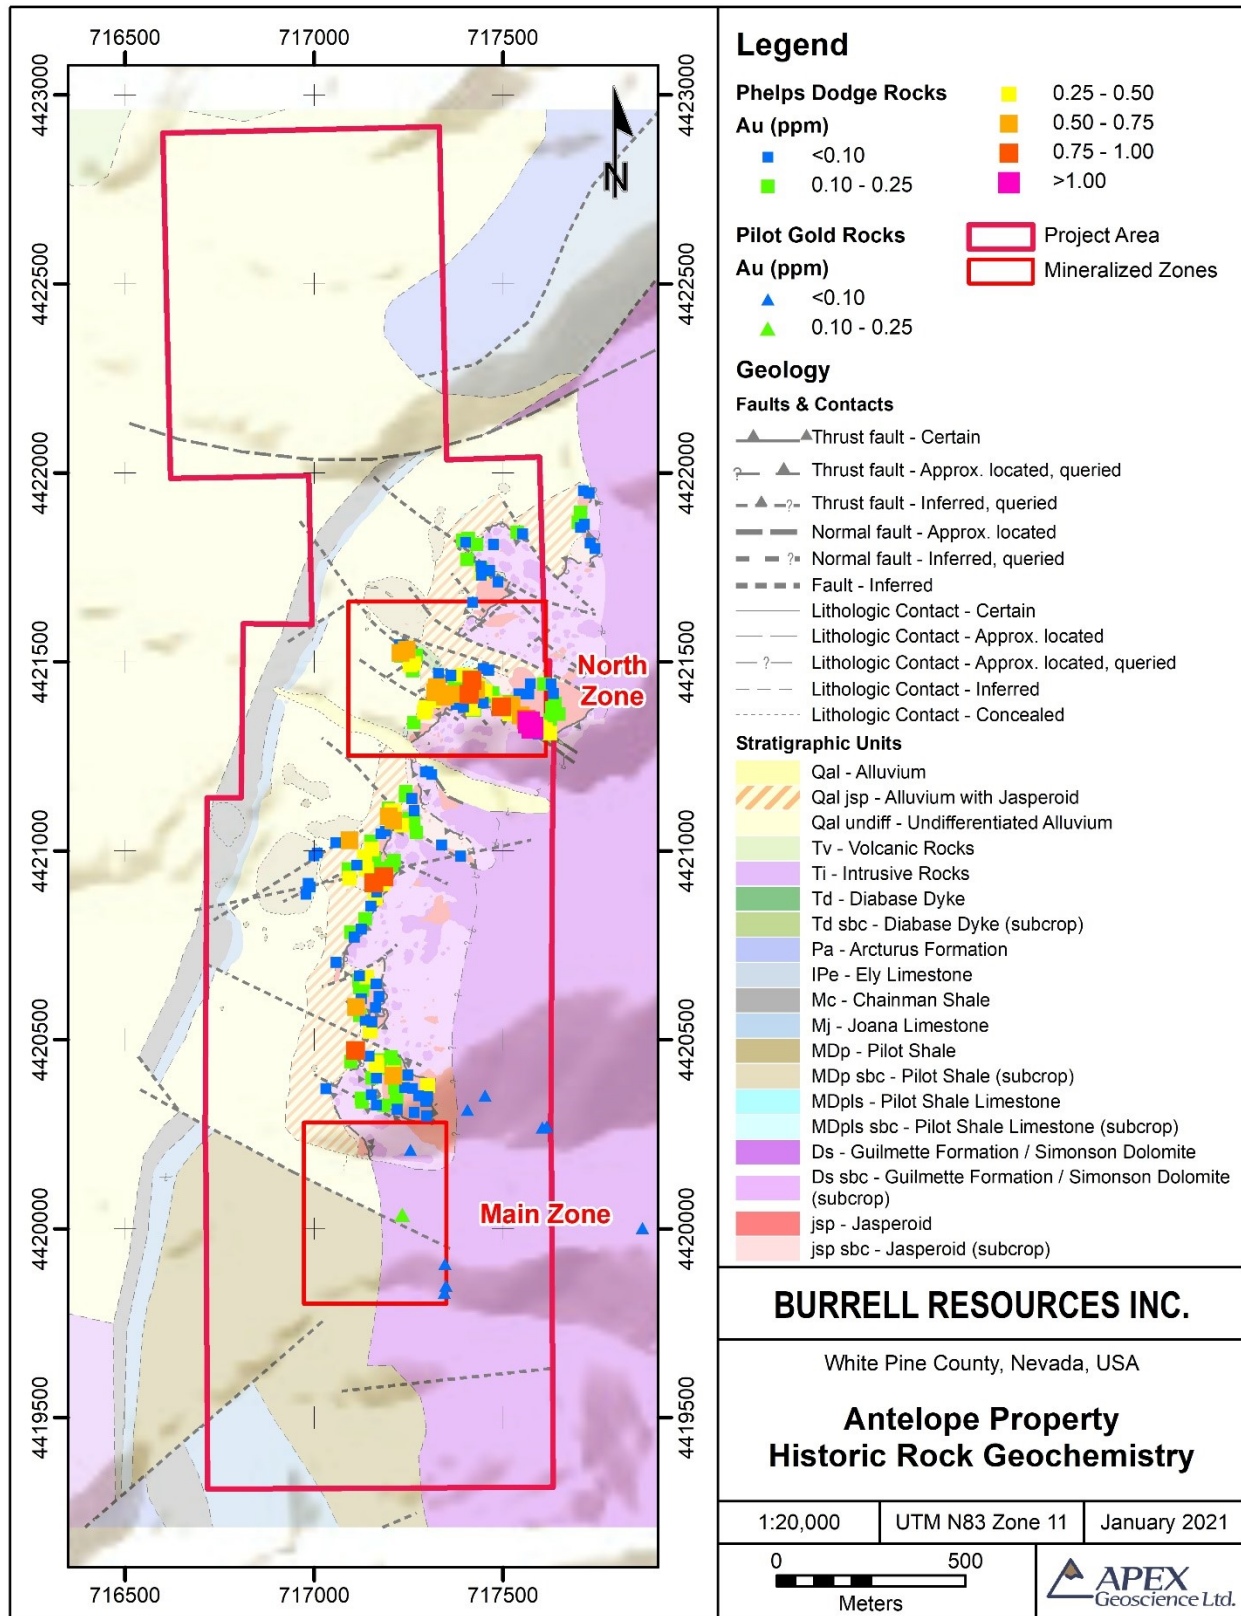 716500 717000 717500
4423000 4423000
4422500 4422500
4422000 4422000
4421500 4421500
4421000 4421000
4420500 4420500
4420000 4420000
4419500 4419500
716500 717000 717500
N
North
Zone
Main Zone
Legend
Phelps Dodge Rocks
Au (ppm)
<0.10
0.10 - 0.25
0.25 - 0.50
0.50 - 0.75
0.75 - 1.00
>1.00
Pilot Gold Rocks
Au (ppm)
<0.10
0.10 - 0.25
Project Area
Mineralized Zones
Geology
Faults & Contacts
Thrust fault - Certain
? Thrust fault - Approx. located, queried
? Thrust fault - Inferred, queried
Normal fault - Approx. located
? Normal fault - Inferred, queried
Fault - Inferred
Lithologic Contact - Certain
Lithologic Contact - Approx. located
? Lithologic Contact - Approx. located, queried
Lithologic Contact - Inferred
Lithologic Contact - Concealed
Stratigraphic Units
Qal - Alluvium
Qal jsp - Alluvium with Jasperoid
Qal undiff - Undifferentiated Alluvium
Tv - Volcanic Rocks
Ti - Intrusive Rocks
Td - Diabase Dyke
Td sbc - Diabase Dyke (subcrop)
Pa - Arcturus Formation
IPe - Ely Limestone
Mc - Chainman Shale
Mj - Joana Limestone
MDp - Pilot Shale
MDp sbc - Pilot Shale (subcrop)
MDpls - Pilot Shale Limestone
MDpls sbc - Pilot Shale Limestone (subcrop)
Ds - Guilmette Formation / Simonson Dolomite
Ds sbc - Guilmette Formation / Simonson Dolomite
(subcrop)
jsp - Jasperoid
jsp sbc - Jasperoid (subcrop)
BURRELL RESOURCES INC.
White Pine County, Nevada, USA
Antelope Property
Historic Rock Geochemistry
1:20,000 UTM N83 Zone 11 January 2021
0 500
Meters
APEX
Geoscience Ltd.